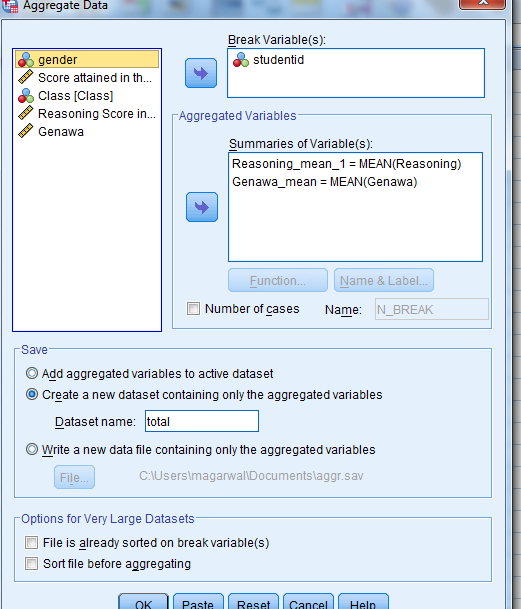 Aggregate Data
gender
Score attained in th...
Class [Class]
Reasoning Score in...
Genawa
Break Variable(s):
studentid
Aggregated Variables
Summaries of Variable(s):
Reasoning_mean_1 = MEAN(Reasoning)
Genawa_mean = MEAN(Genawa)
Function...
Name & Label...
Number of cases
Name:
N_BREAK
Save
Add aggregated variables to active dataset
Create a new dataset containing only the aggregated variables
Dataset name:
total
Write a new data file containing only the aggregated variables
File...
C:\Users\magarwal\Documents\aggr.sav
Options for Very Large Datasets
File is already sorted on break variable(s)
Sort file before aggregating
OK
Paste
Reset
Cancel
Help